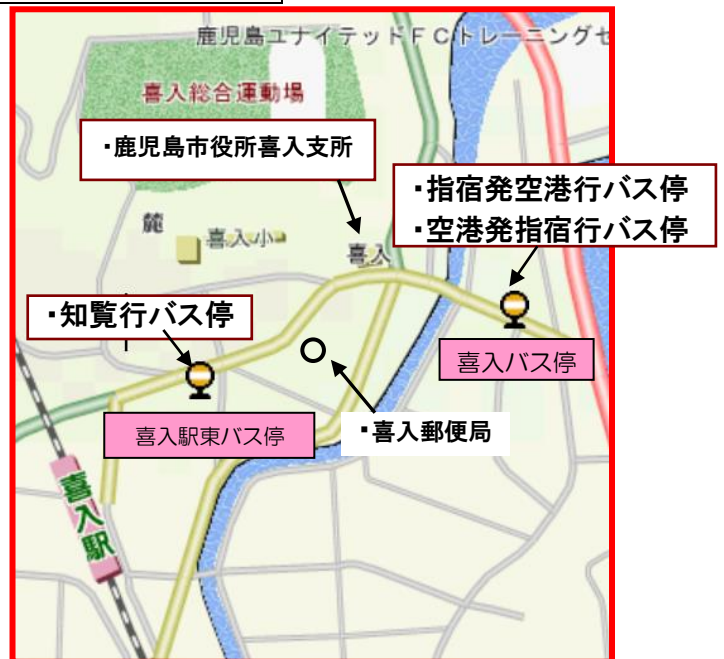 鹿児島ユナイテッドFCトレーニングセ
喜入総合運動場
・鹿児島市役所喜入支所
・指宿発空港行バス停
・空港発指宿行バス停
麓
喜入小
喜入
・知覧行バス停
喜入バス停
喜入駅東バス停
・喜入郵便局
喜入駅